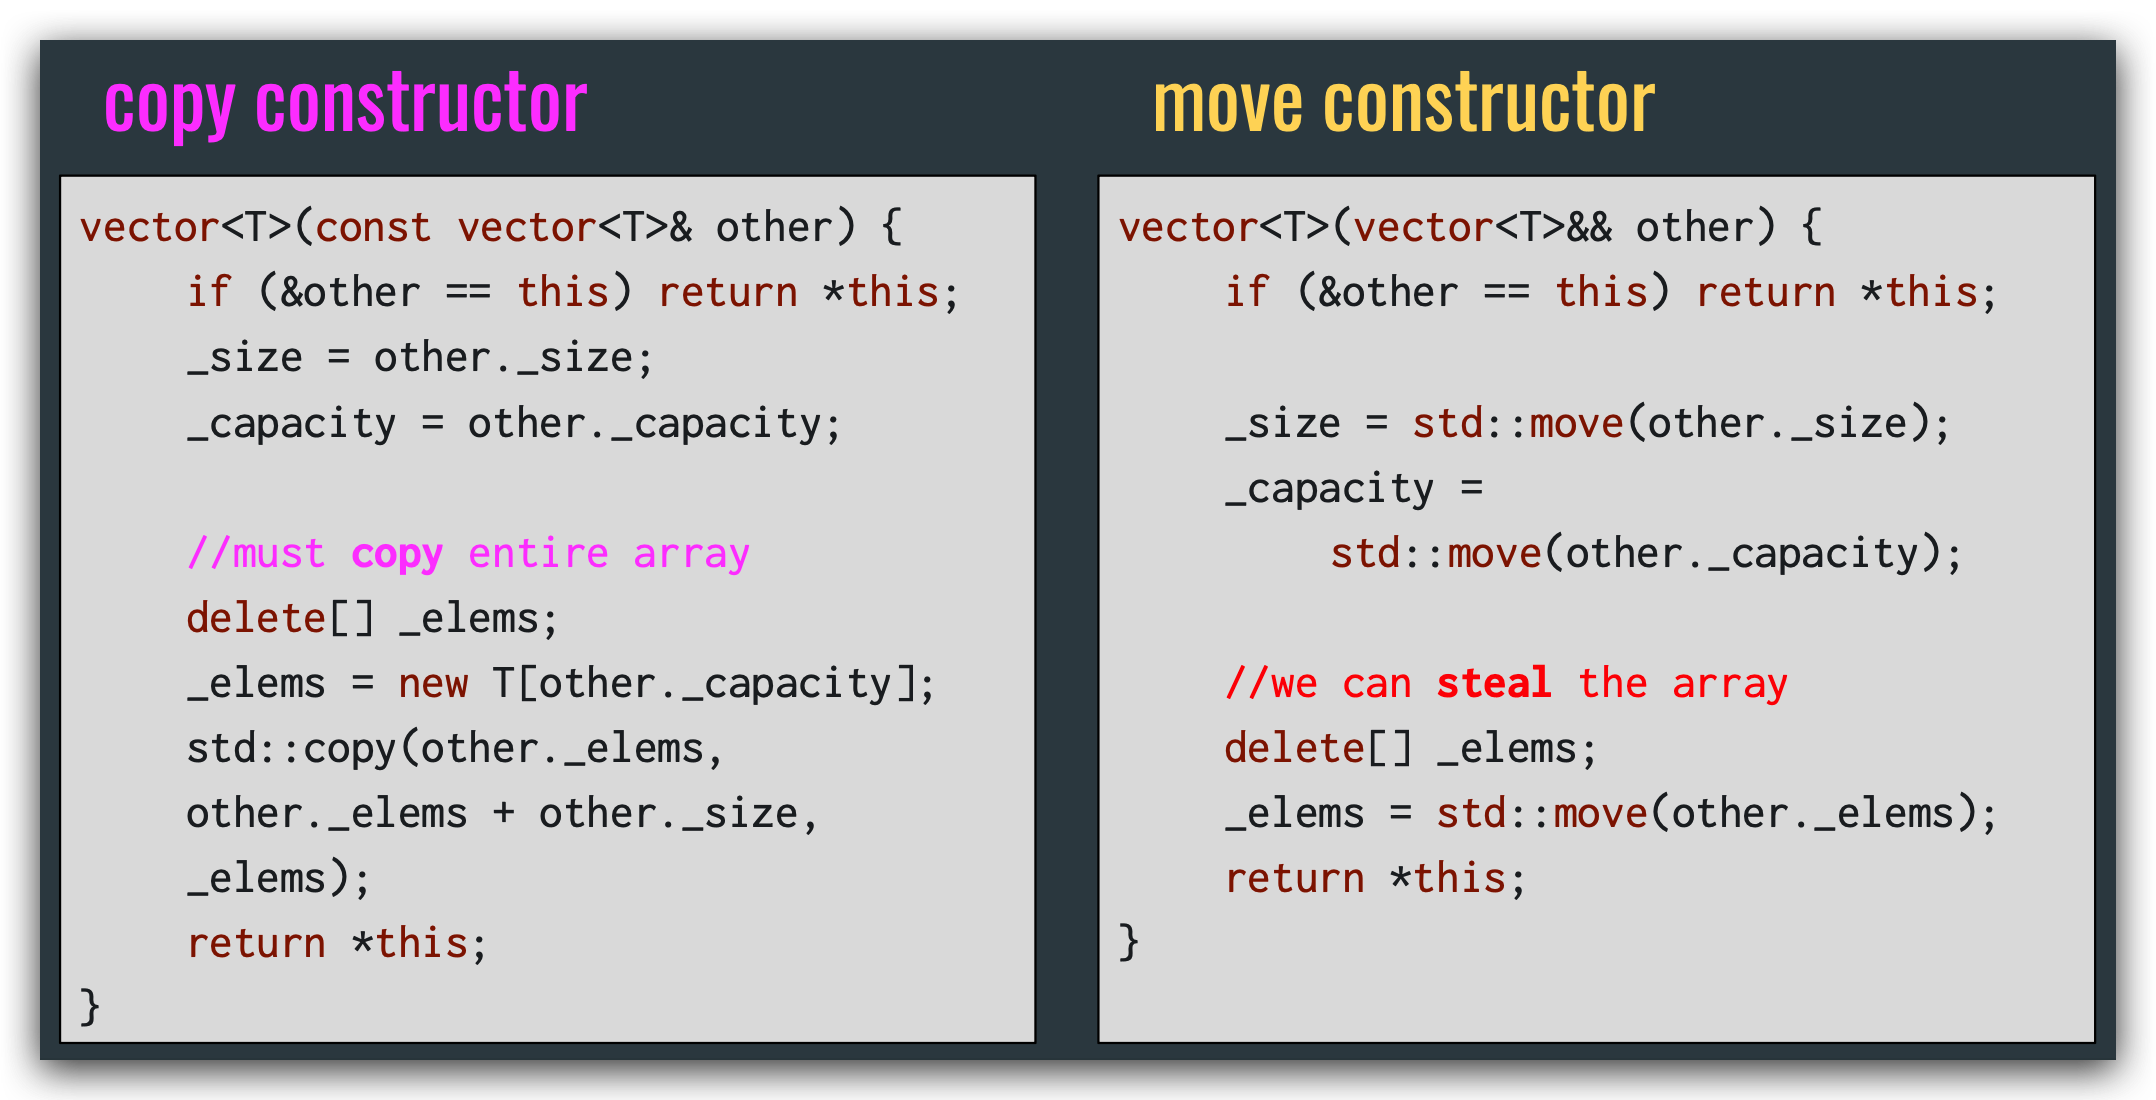 copy constructor
vector<T>(const vector<T>& other) {
if (&other == this) return *this;
_size = other._size;
_capacity = other._capacity;
//must copy entire array
delete[] _elems;
_elems = new T[other._capacity];
std::copy(other._elems,
other._elems + other._size,
_elems);
return *this;
}
move constructor
vector<T>(vector<T>&& other) {
if (&other == this) return *this;
_size = std::move(other._size);
_capacity =
std::move(other._capacity);
//we can steal the array
delete[] _elems;
_elems = std::move(other._elems);
return *this;
}